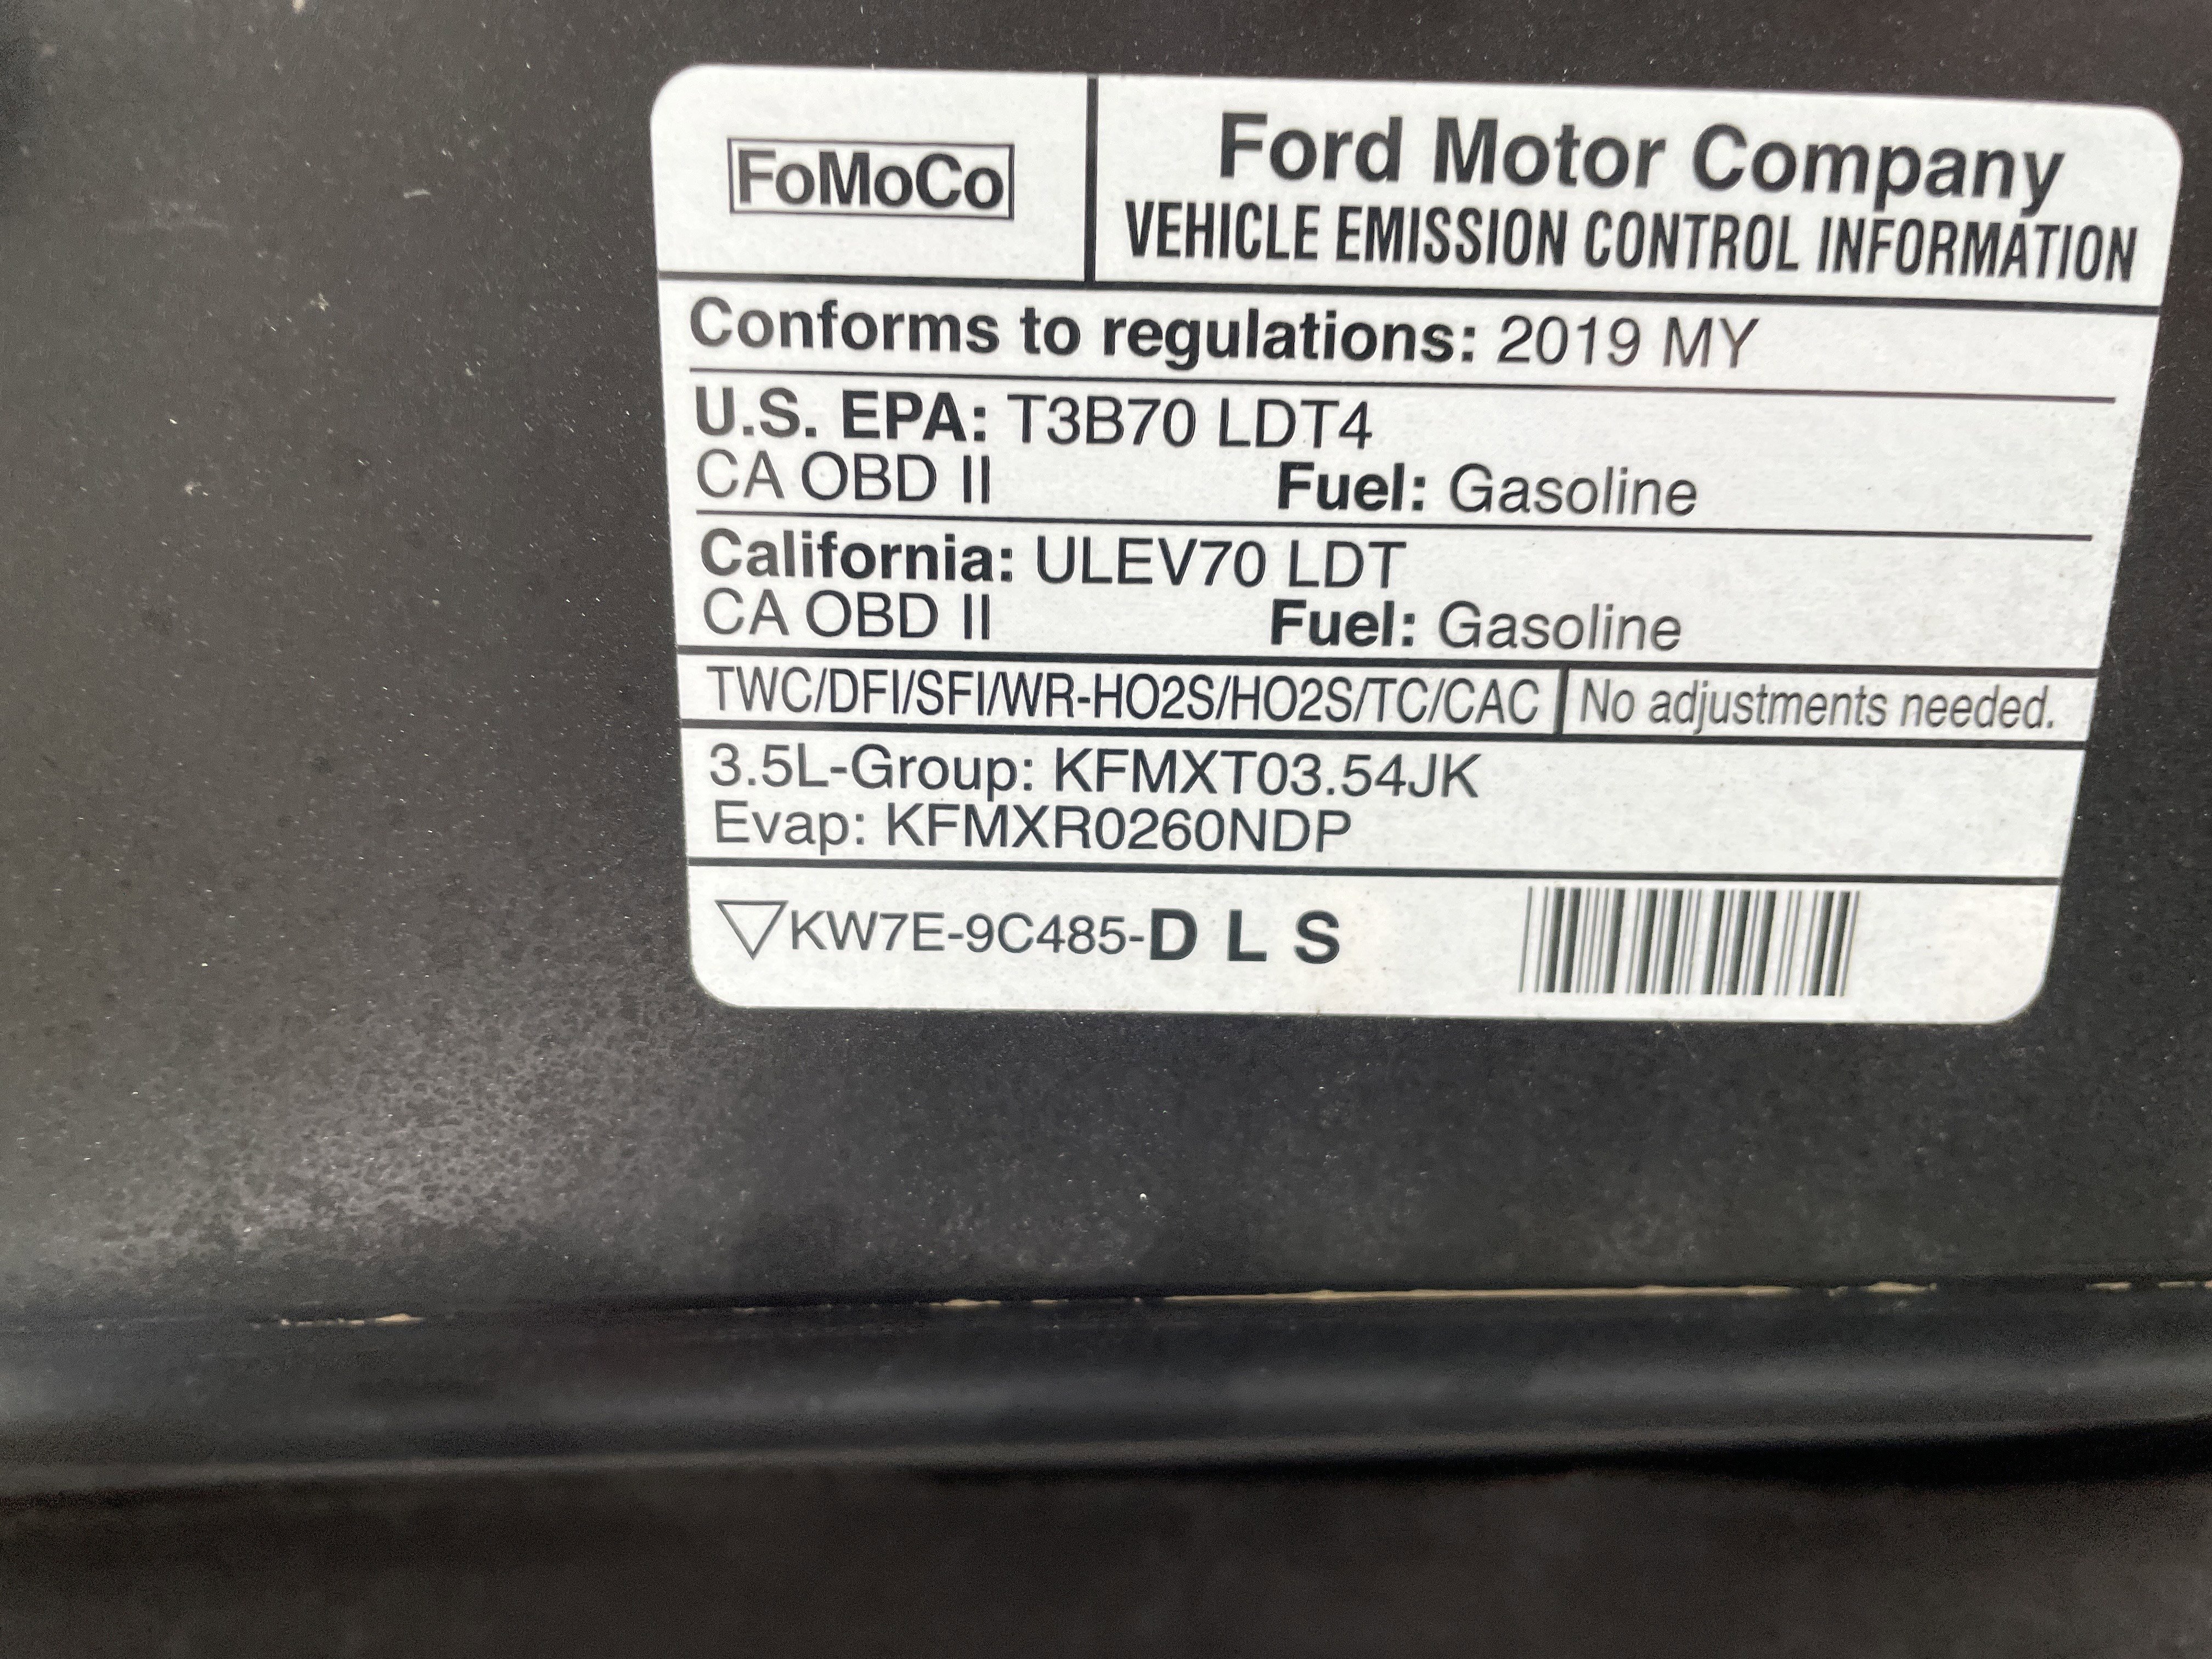 FoMoCo
Ford Motor Company
VEHICLE EMISSION CONTROL INFORMATION
Conforms to regulations: 2019 MY
U.S. EPA: T3B70 LDT4
CA OBD II Fuel: Gasoline
California: ULEV70 LDT
CA OBD II Fuel: Gasoline
TWC/DFI/SFI/WR-HO2S/HO2S/TC/CAC No adjustments needed.
3.5L-Group: KFMXT03.54JK
Evap: KFMXR0260NDP
KW7E-9C485-D L S